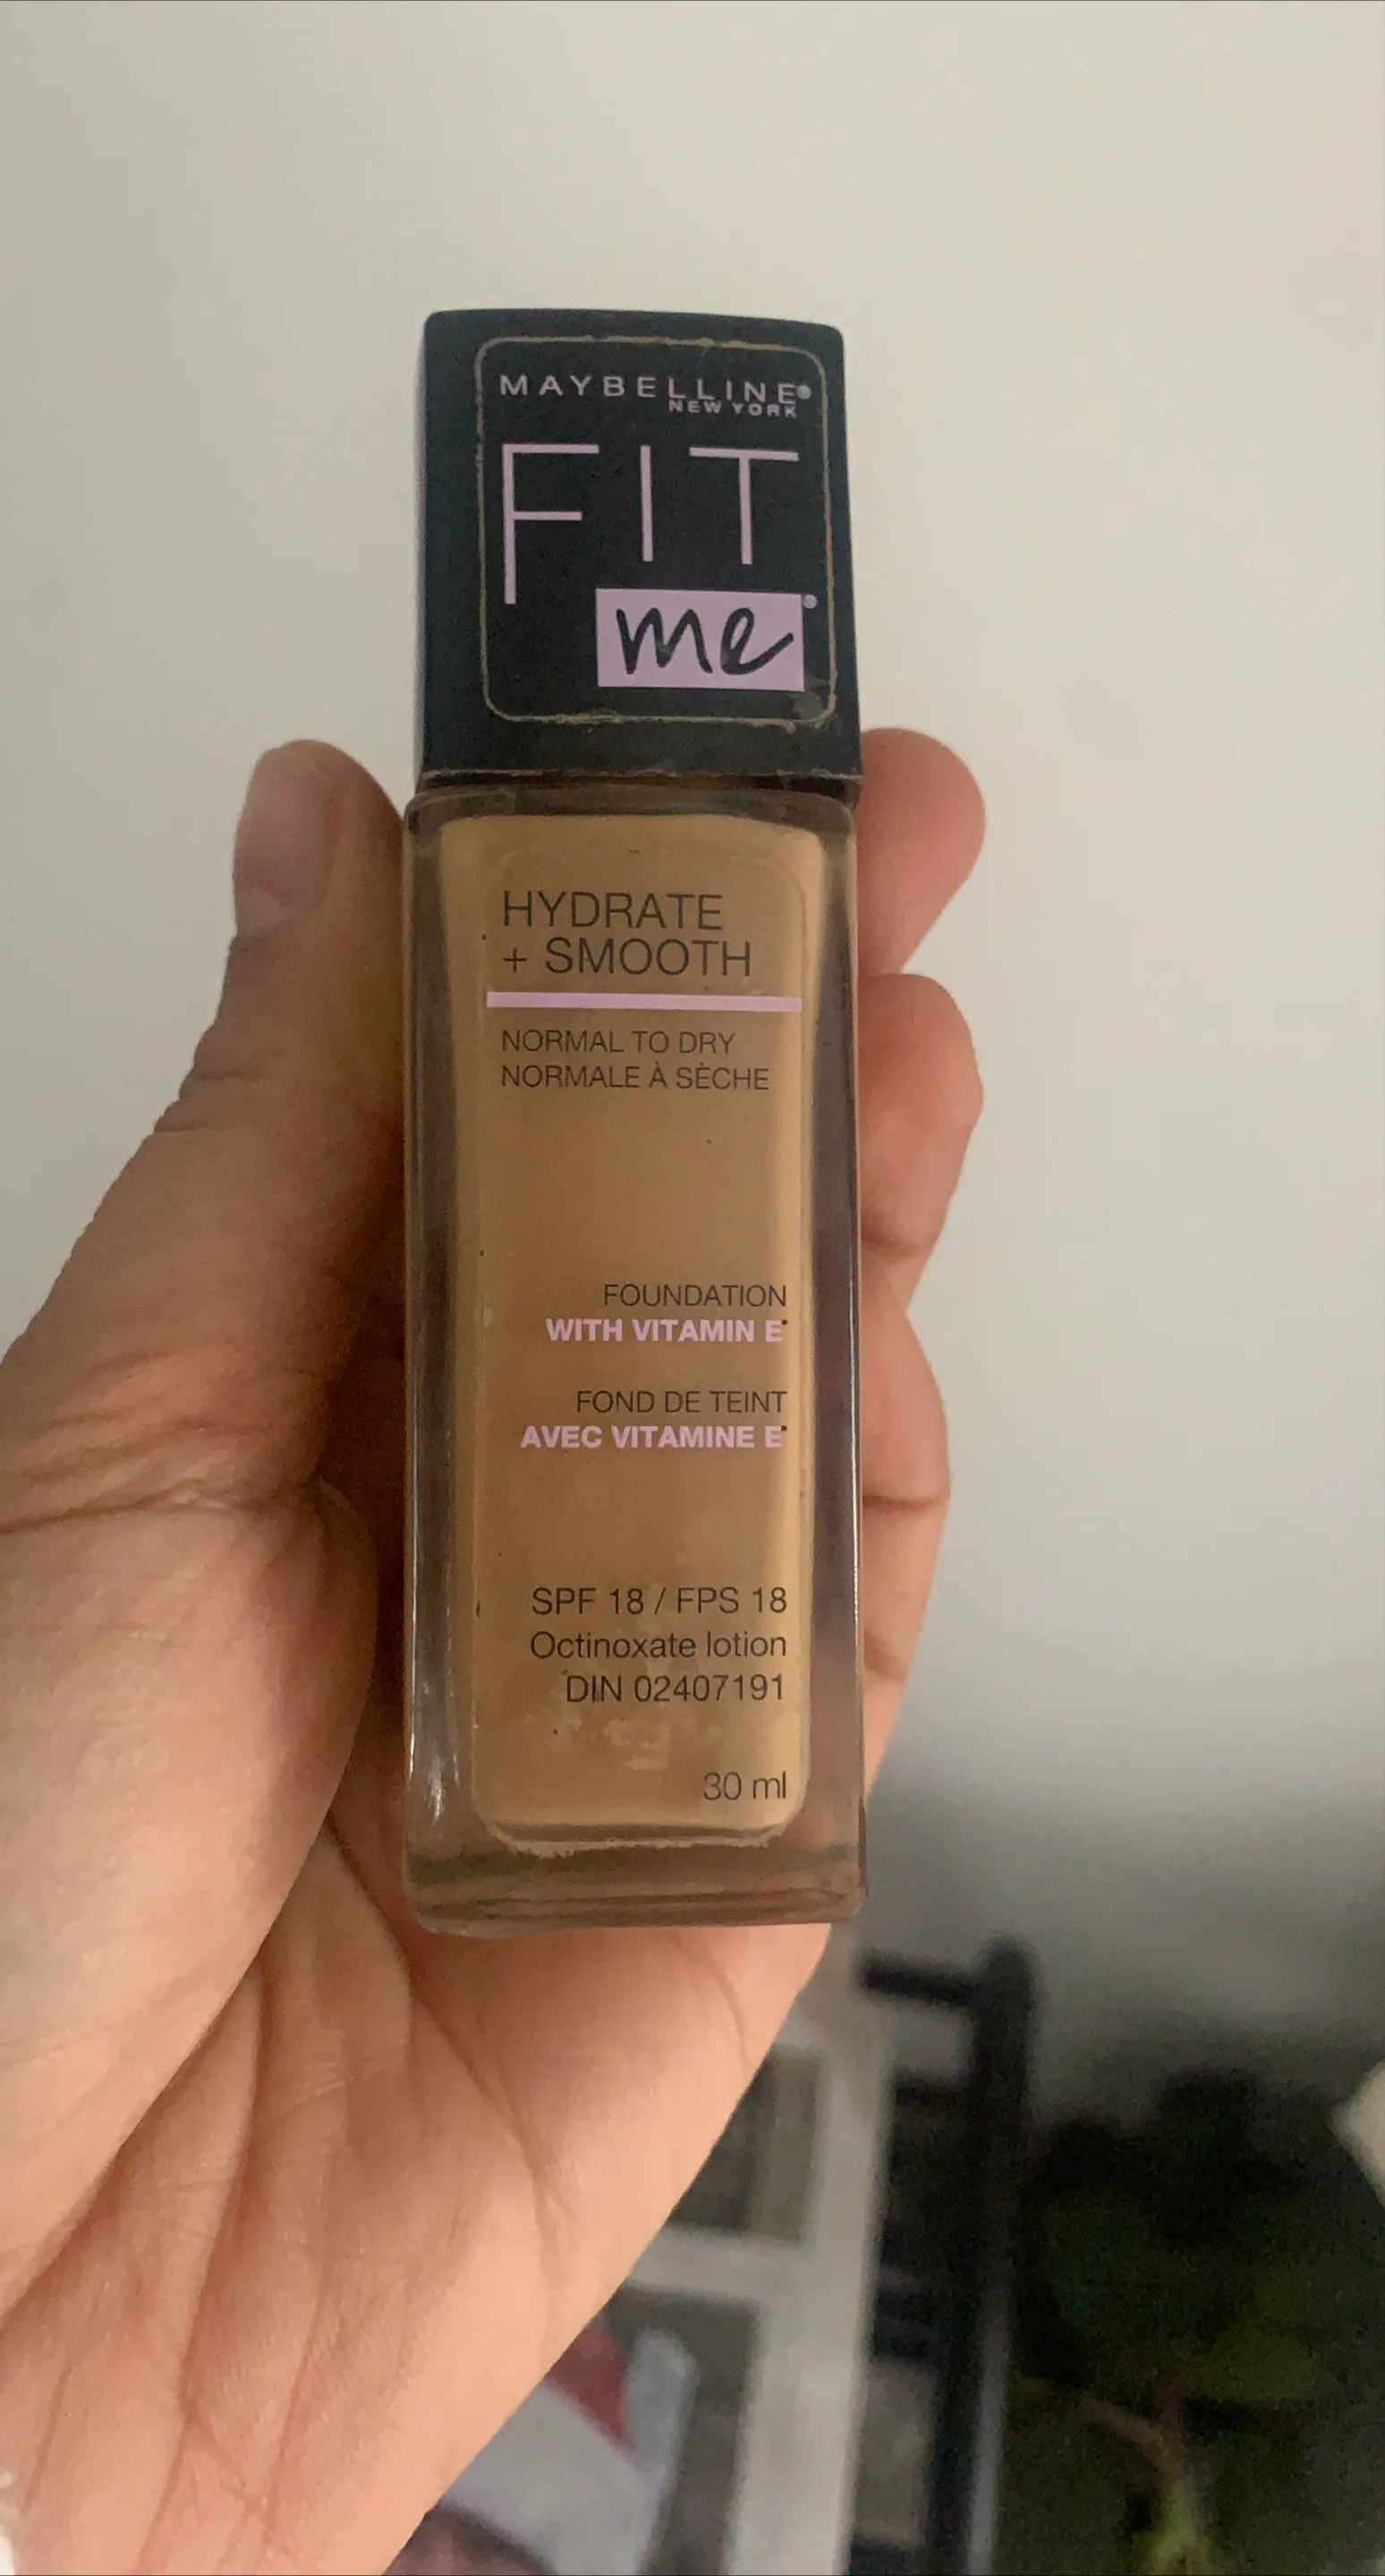 MAYBELLINE®
NEW YORK
FIT
me®
HYDRATE
+ SMOOTH
NORMAL TO DRY
NORMALE À SÈCHE
FOUNDATION
WITH VITAMIN E*
FOND DE TEINT
AVEC VITAMINE E*
SPF 18 / FPS 18
Octinoxate lotion
DIN 02407191
30 ml